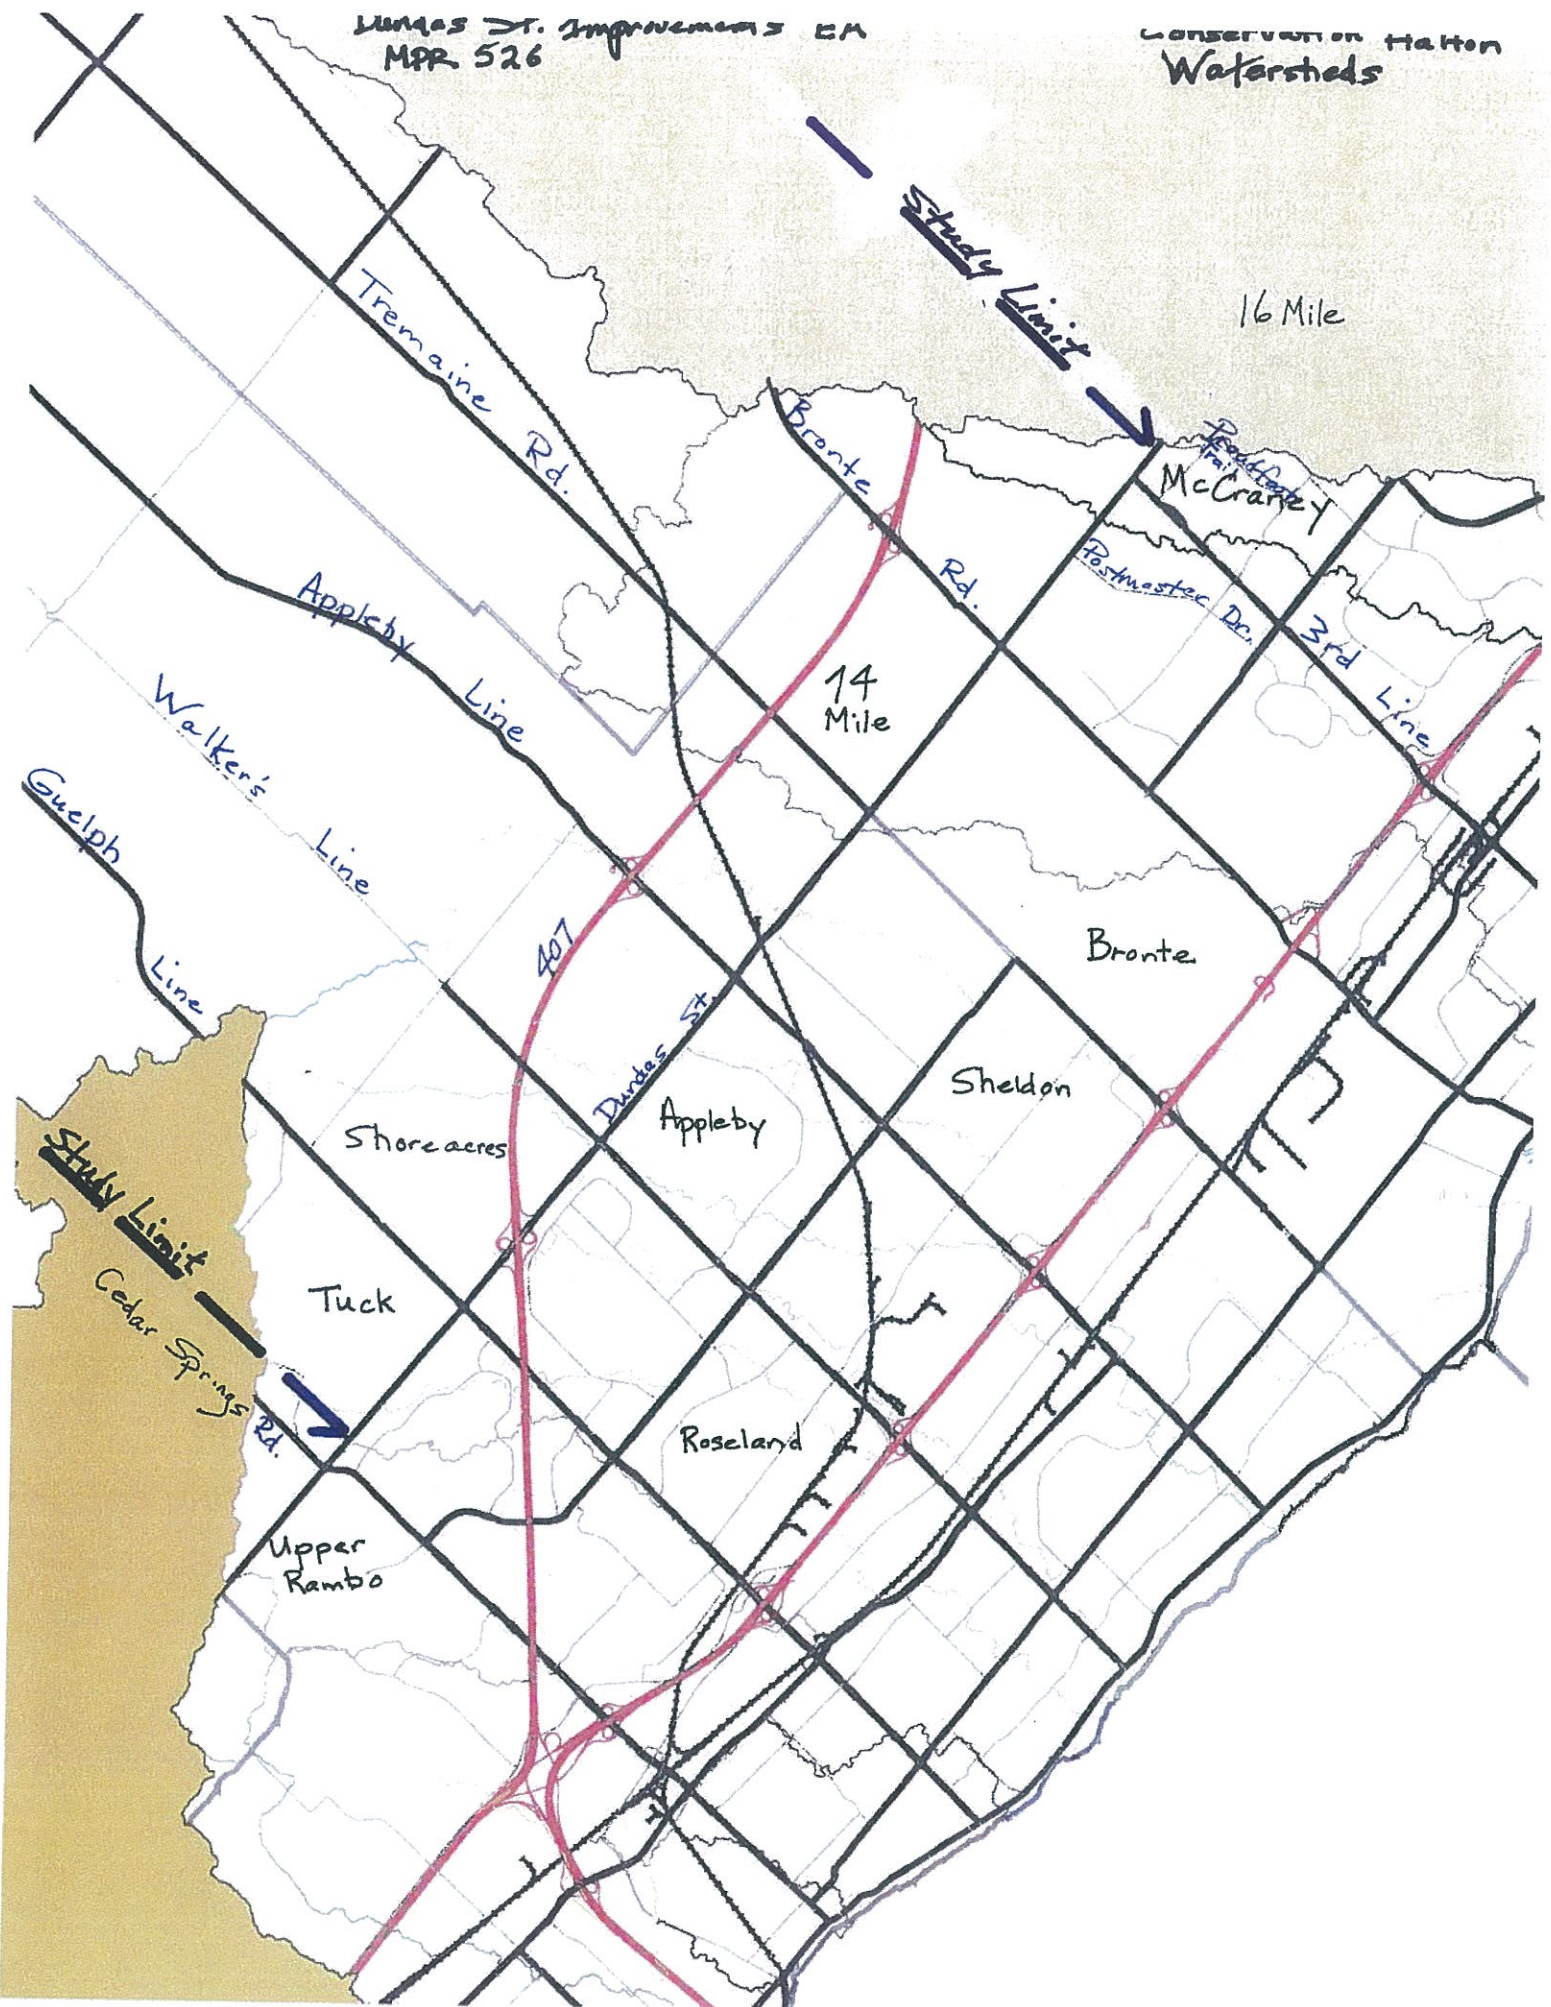 Dundas St. Improvements EA
MPR 526
Conservation Halton
Watersheds
Study Limit
16 Mile
Tremaine Rd.
Bronte Rd.
Proudfoot
Trail
McCraney
Postmaster Dr.
3rd Line
Appleby Line
14
Mile
Walker's Line
Guelph Line
407
Dundas St.
Bronte
Sheldon
Appleby
Shoreacres
Study Limit
Cedar Springs Rd.
Tuck
Roseland
Upper
Rambo